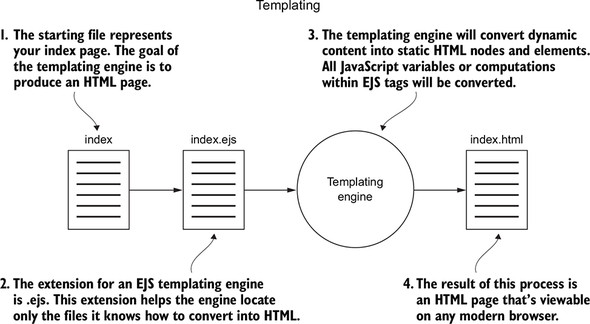 Templating
1. The starting file represents
your index page. The goal of
the templating engine is to
produce an HTML page.
3. The templating engine will convert dynamic
content into static HTML nodes and elements.
All JavaScript variables or computations
within EJS tags will be converted.
index
index.ejs
Templating
engine
index.html
2. The extension for an EJS templating engine
is .ejs. This extension helps the engine locate
only the files it knows how to convert into HTML.
4. The result of this process is
an HTML page that's viewable
on any modern browser.